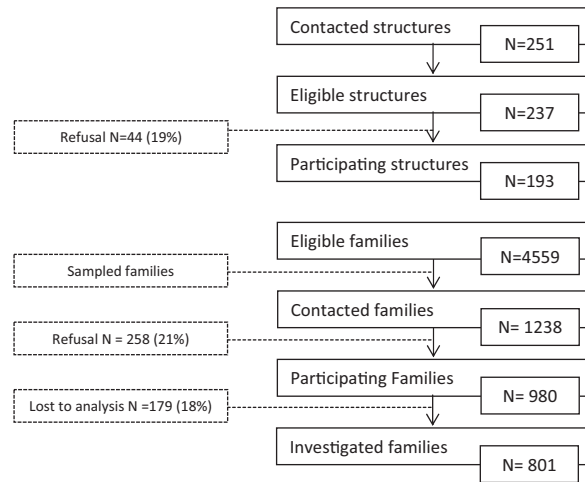 Contacted structures
N=251
Eligible structures
N=237
Refusal N=44 (19%)
Participating structures
N=193
Eligible families
N=4559
Sampled families
Contacted families
N= 1238
Refusal N = 258 (21%)
Participating Families
N= 980
Lost to analysis N =179 (18%)
Investigated families
N= 801